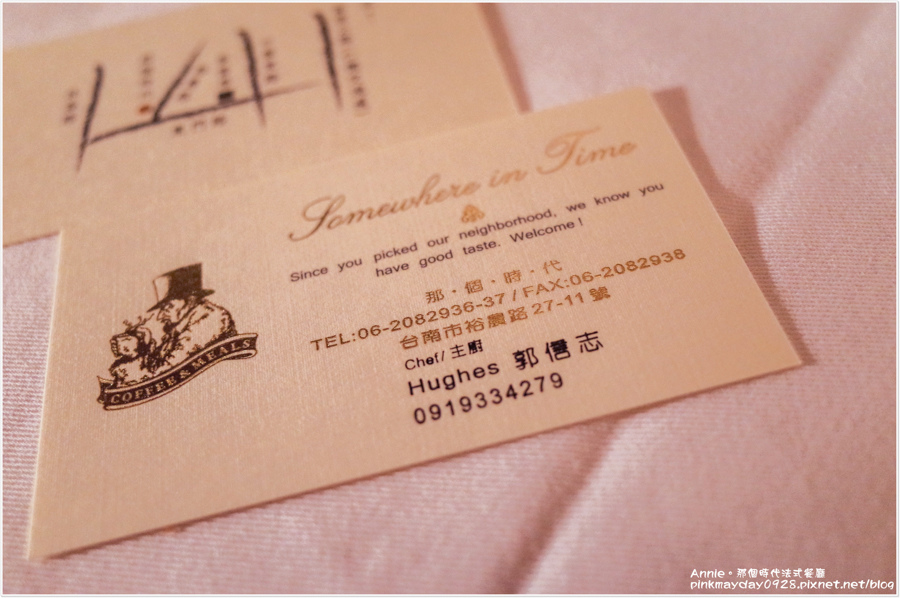 Somewhere in Time
Since you picked our neighborhood, we know you
have good taste. Welcome!
那·個·時·代
TEL:06-2082936-37 / FAX:06-2082938
台南市裕農路27-11號
Chef/主廚
Hughes 郭信志
0919334279
COFFEE & MEALS
Annie。那個時代法式餐廳
pinkmayday0928.pixnet.net/blog